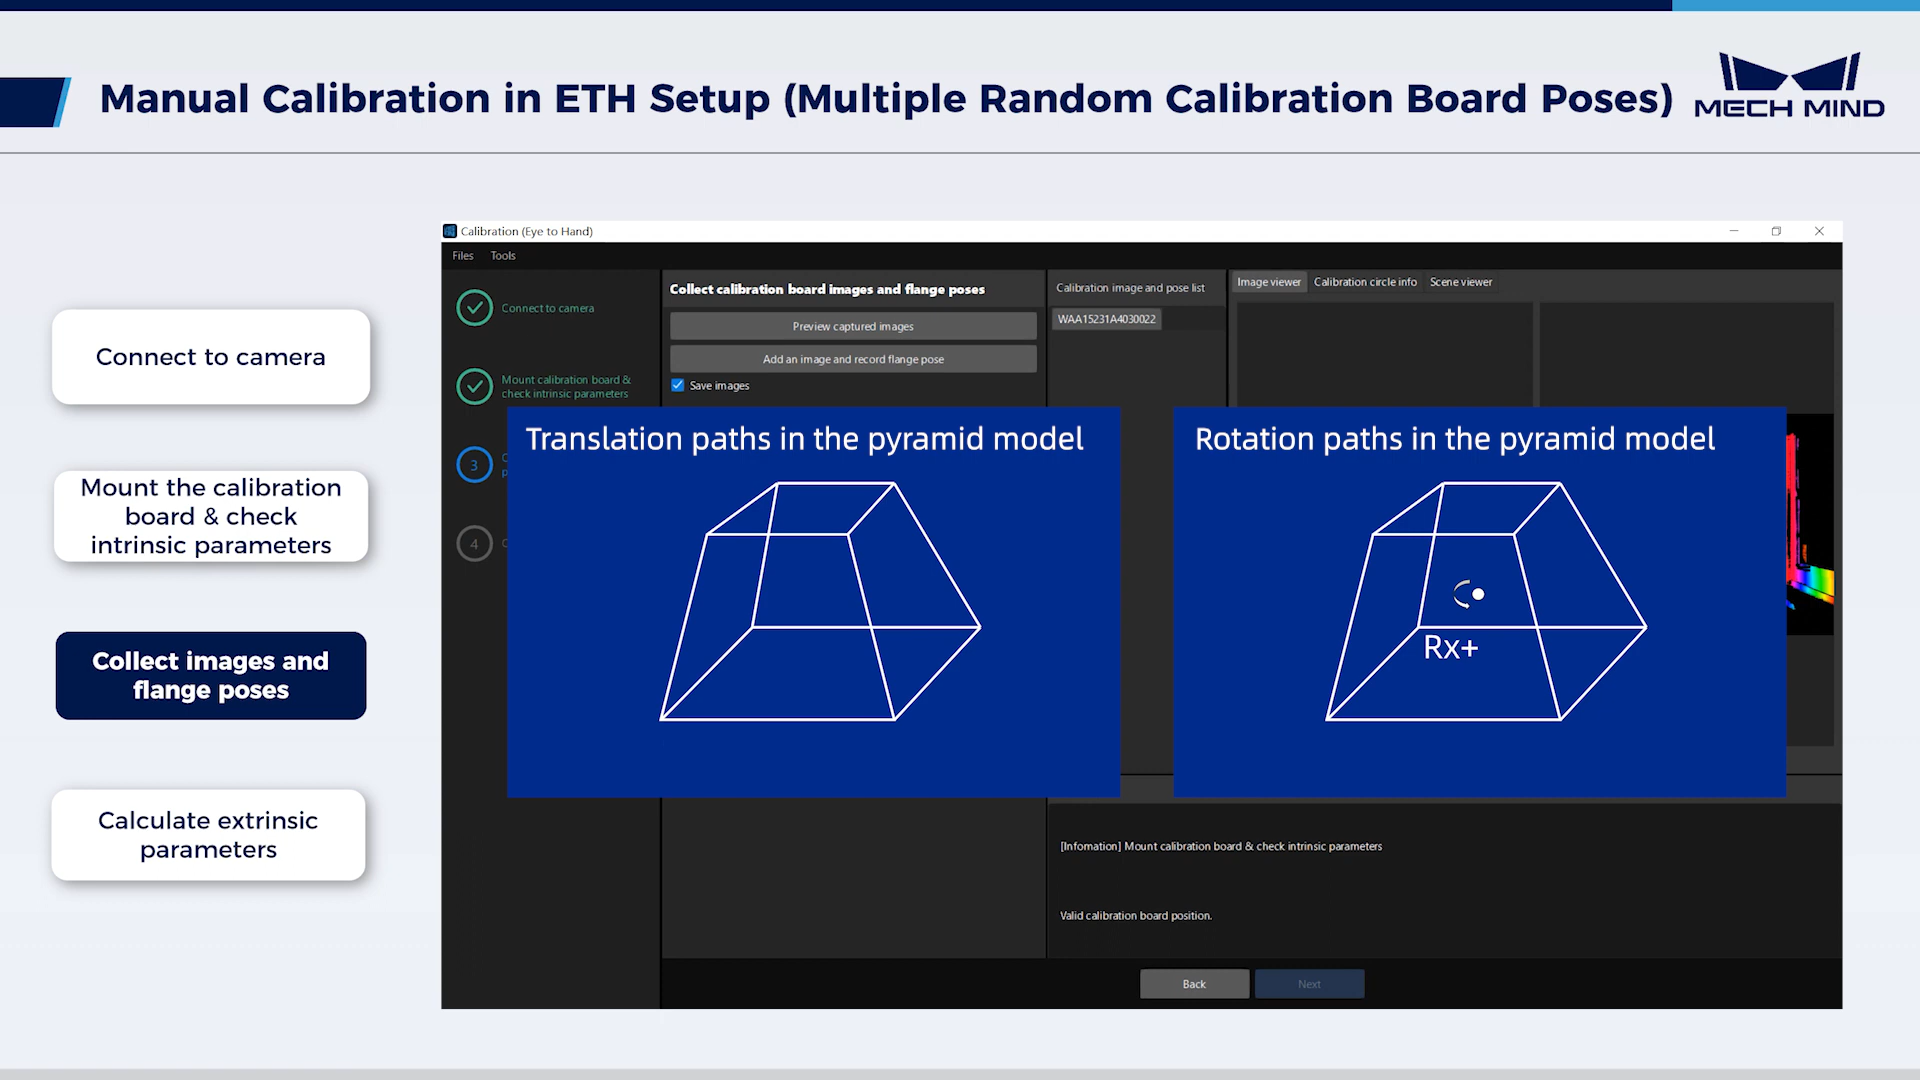 Manual Calibration in ETH Setup (Multiple Random Calibration Board Poses)
MECH MIND
Connect to camera
Mount the calibration
board & check
intrinsic parameters
Collect images and
flange poses
Calculate extrinsic
parameters
Calibration (Eye to Hand)
Files
Tools
Connect to camera
Mount calibration board &
check intrinsic parameters
3
4
Collect calibration board images and flange poses
Preview captured images
Add an image and record flange pose
Save images
Calibration image and pose list
WAA15231A4030022
Image viewer
Calibration circle info
Scene viewer
Translation paths in the pyramid model
Rotation paths in the pyramid model
Rx+
[Infomation] Mount calibration board & check intrinsic parameters
Valid calibration board position.
Back
Next